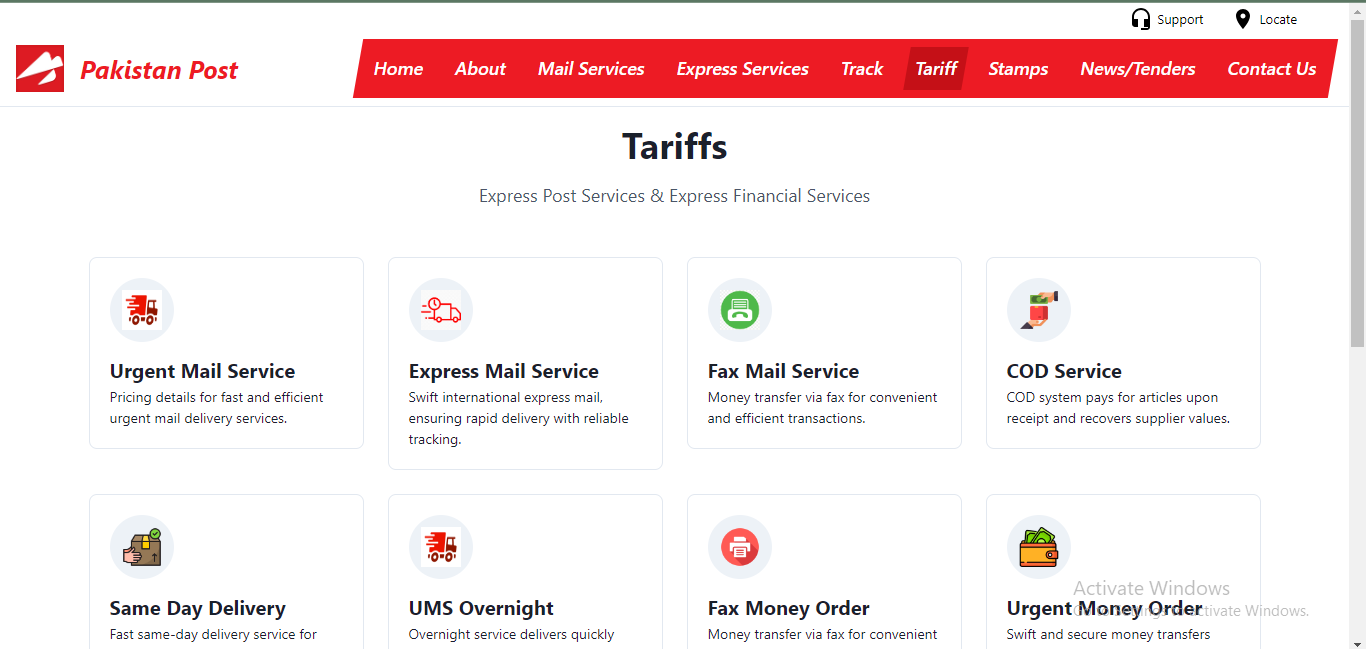 Support Locate
Pakistan Post
Home About Mail Services Express Services Track Tariff Stamps News/Tenders Contact Us
Tariffs
Express Post Services & Express Financial Services
Urgent Mail Service
Pricing details for fast and efficient
urgent mail delivery services.
Express Mail Service
Swift international express mail,
ensuring rapid delivery with reliable
tracking.
Fax Mail Service
Money transfer via fax for convenient
and efficient transactions.
COD Service
COD system pays for articles upon
receipt and recovers supplier values.
Same Day Delivery
Fast same-day delivery service for
UMS Overnight
Overnight service delivers quickly
Fax Money Order
Money transfer via fax for convenient
Urgent Money Order
Swift and secure money transfers
Activate Windows
Go to Settings to activate Windows.